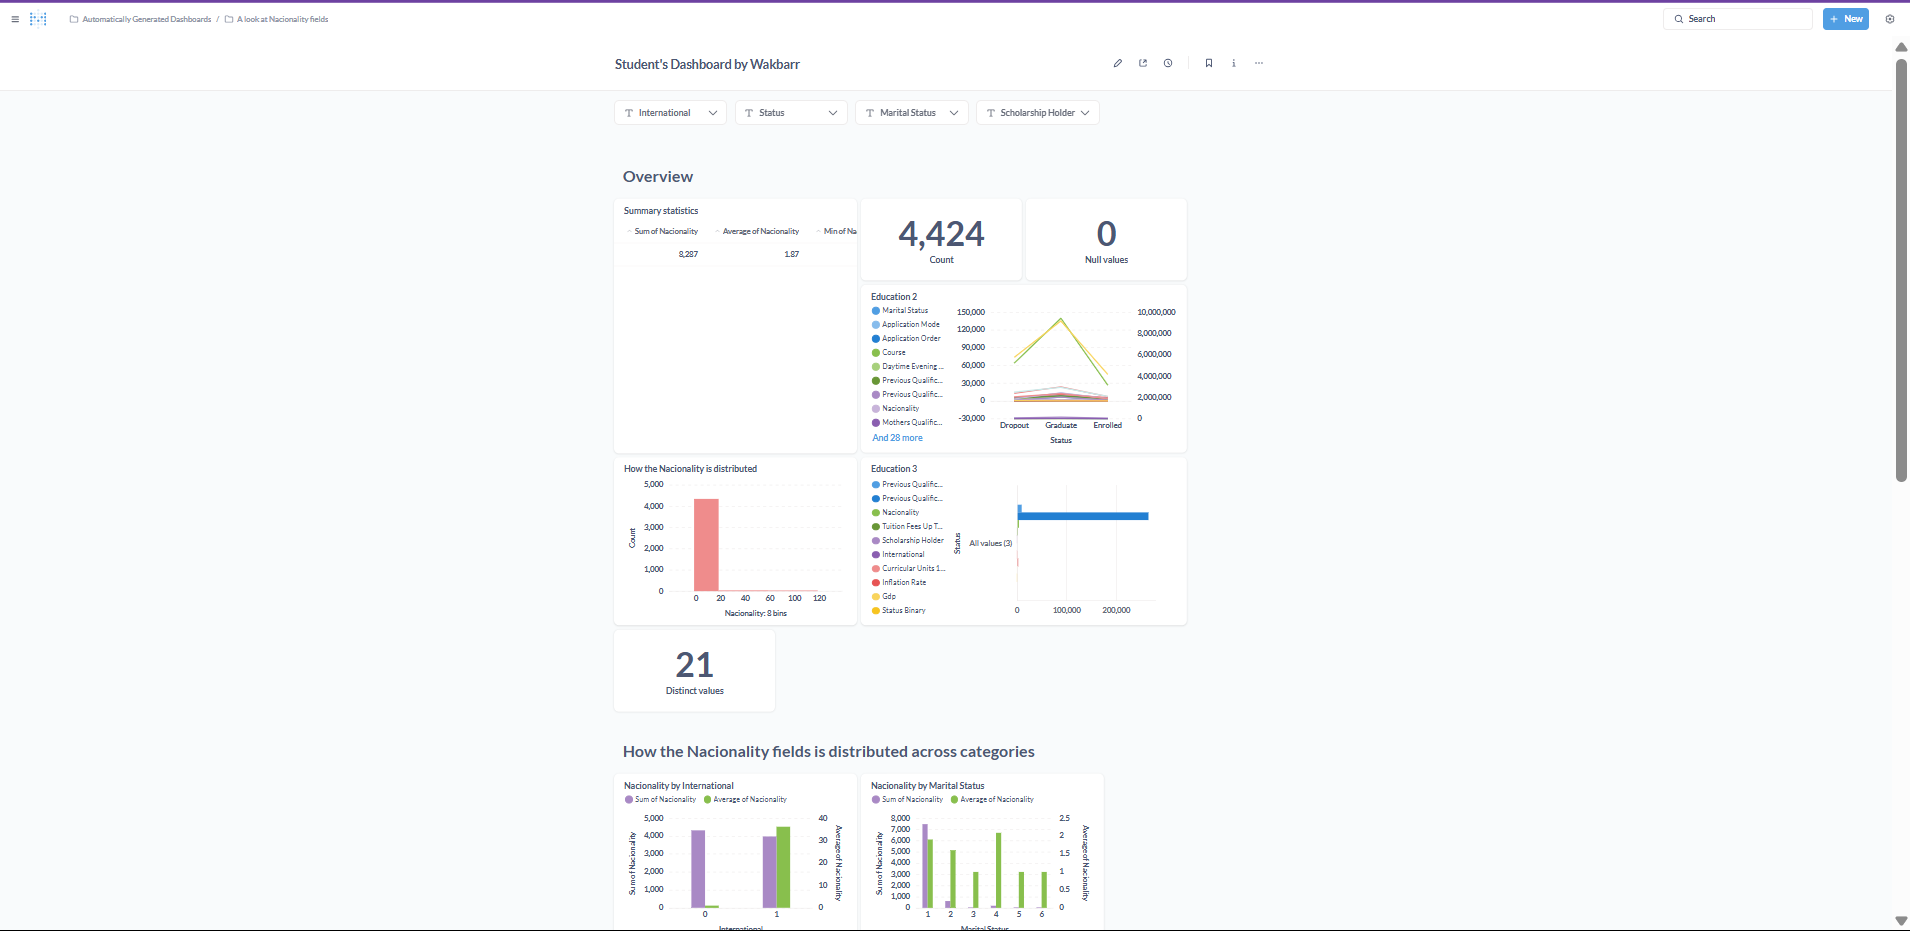 Automatically Generated Dashboards / A look at Nacionality fields
Search
New
Student's Dashboard by Wakbarr
International
Status
Marital Status
Scholarship Holder
Overview
Summary statistics
Sum of Nacionality Average of Nacionality Min of Na
8,287 1.87
4,424
Count
0
Null values
Education 2
Marital Status
Application Mode
Application Order
Course
Daytime Evening ...
Previous Qualific...
Previous Qualific...
Nacionality
Mothers Qualific...
And 28 more
150,000
120,000
90,000
60,000
30,000
0
-30,000
10,000,000
8,000,000
6,000,000
4,000,000
2,000,000
0
Dropout Graduate Enrolled
Status
How the Nacionality is distributed
Count
5,000
4,000
3,000
2,000
1,000
0
0 20 40 60 80 100 120
Nacionality: 8 bins
Education 3
Previous Qualific...
Previous Qualific...
Nacionality
Tuition Fees Up T...
Scholarship Holder
International
Curricular Units 1...
Inflation Rate
Gdp
Status Binary
Status
All values (3)
0 100,000 200,000
21
Distinct values
How the Nacionality fields is distributed across categories
Nacionality by International
Sum of Nacionality Average of Nacionality
Sum of Nacionality
5,000
4,000
3,000
2,000
1,000
0
40
30
20
10
0
Average of Nacionality
0 1
International
Nacionality by Marital Status
Sum of Nacionality Average of Nacionality
Sum of Nacionality
8,000
7,000
6,000
5,000
4,000
3,000
2,000
1,000
0
2.5
2
1.5
1
0.5
0
Average of Nacionality
1 2 3 4 5 6
Marital Status